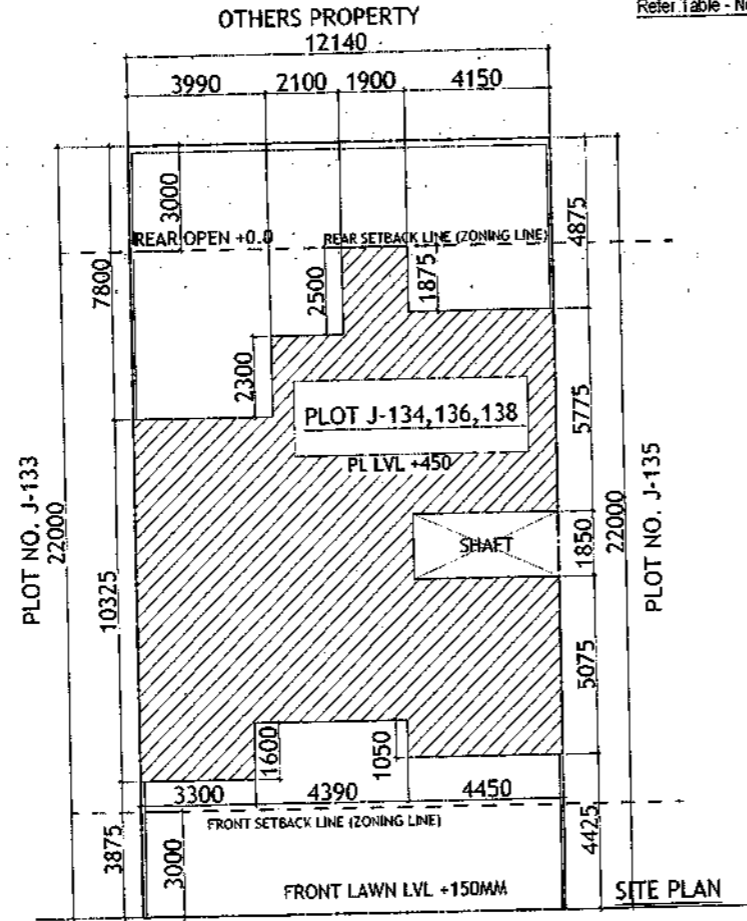 OTHERS PROPERTY
Refer Table - N
12140
3990 2100 1900 4150
3000
4875
REAR OPEN +0.0
REAR SETBACK LINE (ZONING LINE)
7800
2500
1875
2300
PLOT J-134,136,138
5775
PL LVL +450
PLOT NO. J-133
22000
SHAFT
1850
22000
PLOT NO. J-135
10325
5075
1600
1050
3300 4390 4450
FRONT SETBACK LINE (ZONING LINE)
3875
3000
4425
FRONT LAWN LVL +150MM
SITE PLAN